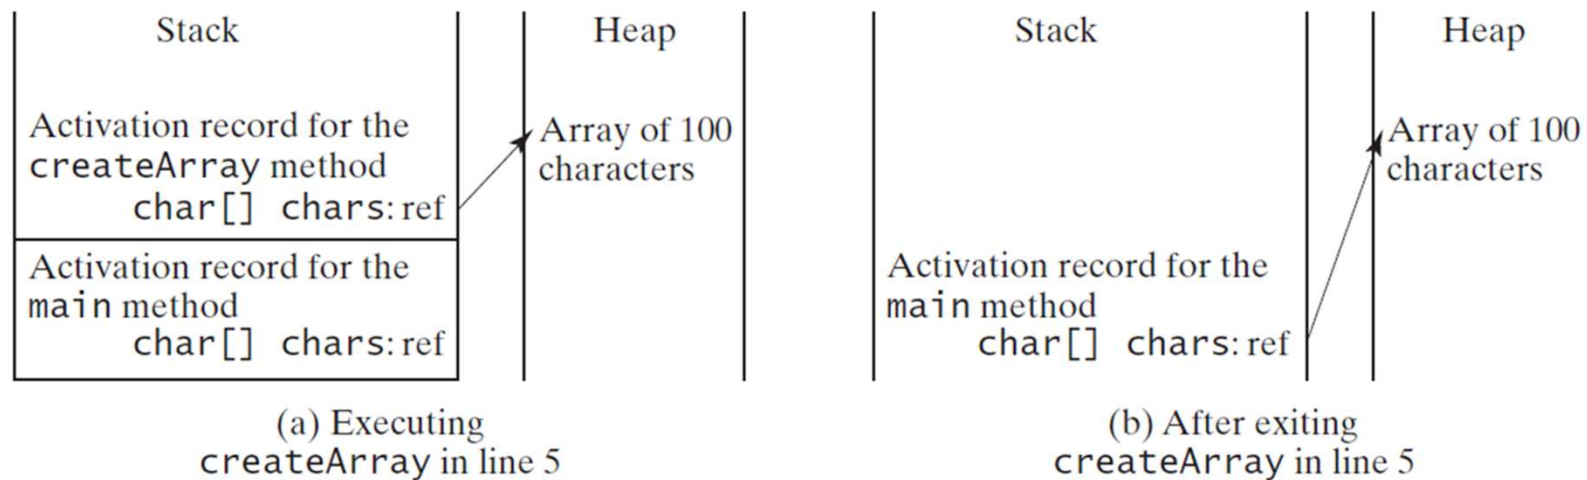 Stack
Heap
Activation record for the
createArray method
char[] chars: ref
Array of 100
characters
Activation record for the
main method
char[] chars: ref
(a) Executing
createArray in line 5
Stack
Heap
Array of 100
characters
Activation record for the
main method
char[] chars: ref
(b) After exiting
createArray in line 5